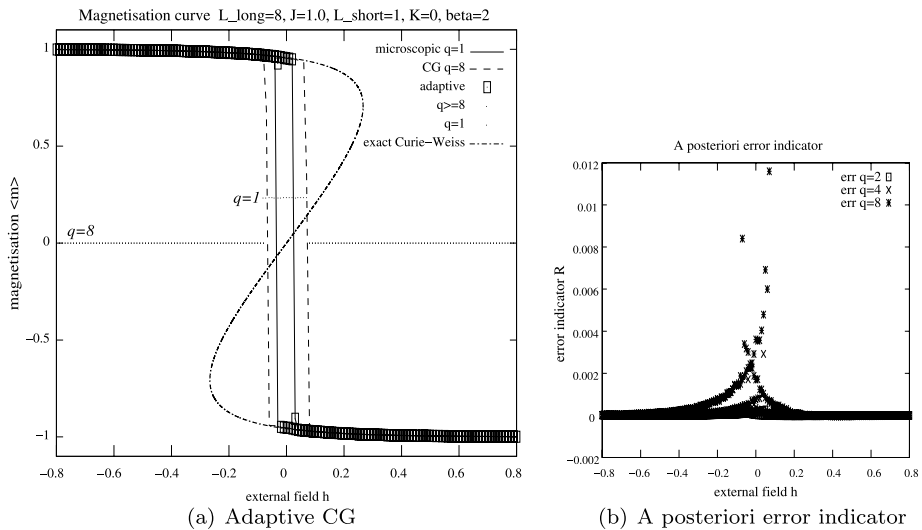 Magnetisation curve L_long=8, J=1.0, L_short=1, K=0, beta=2
microscopic q=1
CG q=8
adaptive
q>=8
q=1
exact Curie-Weiss
magnetisation <m>
1
0.5
0
-0.5
-1
q=1
q=8
-0.8
-0.6
-0.4
-0.2
0
0.2
0.4
0.6
0.8
external field h
(a) Adaptive CG
A posteriori error indicator
err q=2
err q=4
err q=8
error indicator R
0.012
0.010
0.008
0.006
0.004
0.002
0
-0.002
-0.8
-0.6
-0.4
-0.2
0
0.2
0.4
0.6
0.8
external field h
(b) A posteriori error indicator